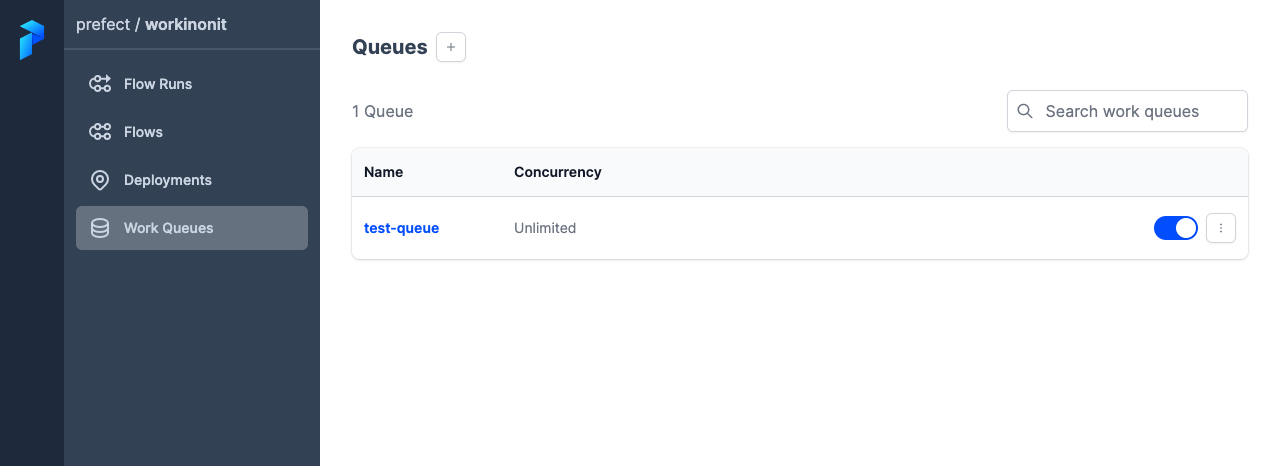 prefect / workinonit
Flow Runs
Flows
Deployments
Work Queues
Queues
1 Queue
Search work queues
Name Concurrency
test-queue Unlimited